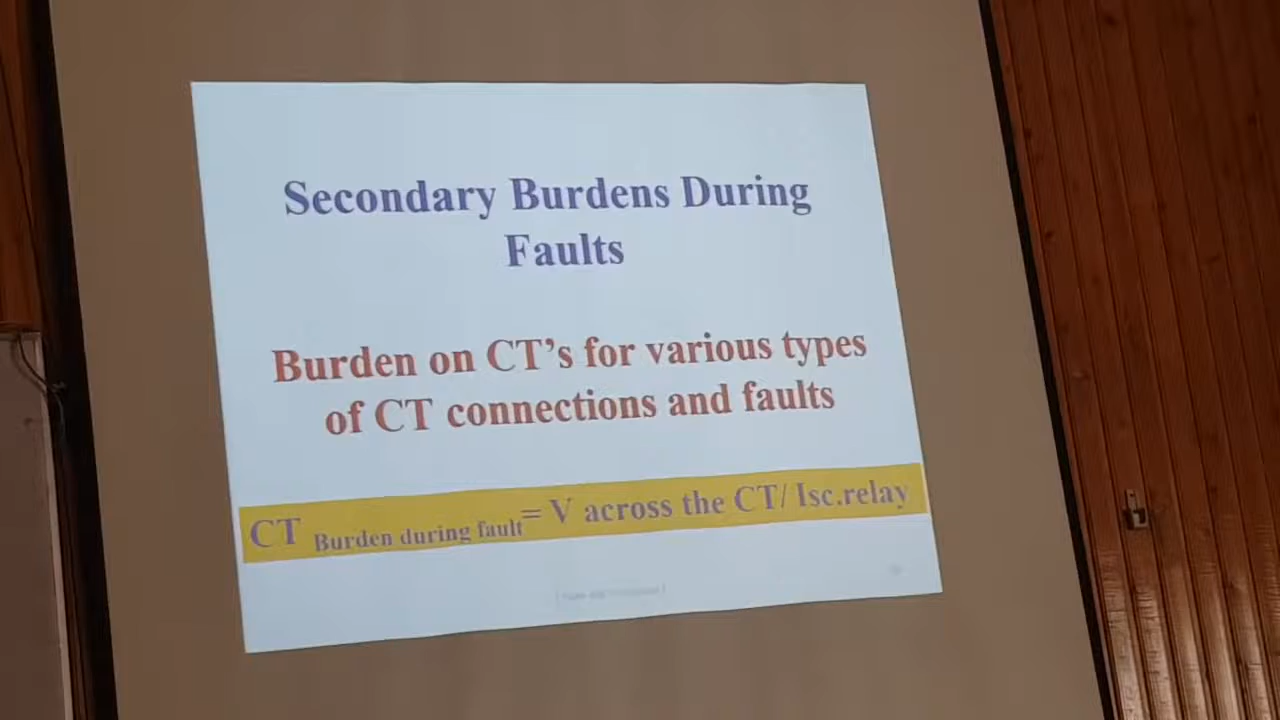 Secondary Burdens During
Faults
Burden on CT's for various types
of CT connections and faults
CT Burden during fault= V across the CT/ Isc.relay